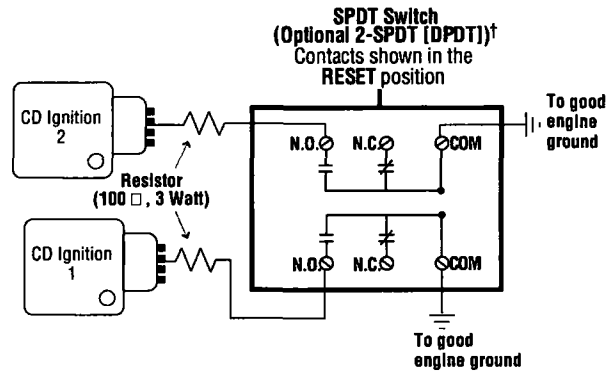 SPDT Switch
(Optional 2-SPDT [DPDT])†
Contacts shown in the
RESET position
CD Ignition
2
To good
engine
ground
N.O.
N.C.
COM
Resistor
(100 □, 3 Watt)
CD Ignition
1
N.O.
N.C.
COM
To good
engine ground